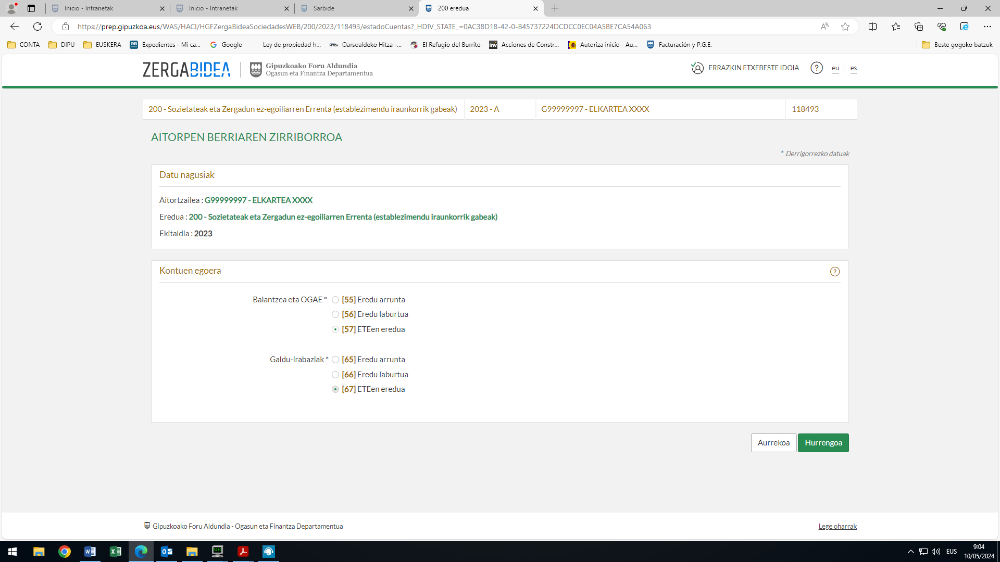 Inicio - Intranetak
Inicio - Intranetak
Sarbide
200 eredua
https://prep.gipuzkoa.eus/WAS/HACI/HGFZergaBideaSociedadesWEB/200/2023/118493/estadoCuentas?_HDIV_STATE_=0AC38D18-42-0-B45737224DCDCC0EC04A5BE7CA54A063
CONTA DIPU EUSKERA Expedientes - Mi ca... Google Ley de propiedad h... Oarsoaldeko Hitza -... El Refugio del Burrito Acciones de Constr... Autoriza inicio - Au... Facturación y P.G.E. Beste gogoko batzuk
ZERGABIDEA
Gipuzkoako Foru Aldundia
Ogasun eta Finantza Departamentua
ERRAZKIN ETXEBESTE IDOIA ? eu | es
200 - Sozietateak eta Zergadun ez-egoiliarren Errenta (establezimendu iraunkorrik gabeak) 2023 - A G99999997 - ELKARTEA XXXX 118493
AITORPEN BERRIAREN ZIRRIBORROA
* Derrigorrezko datuak
Datu nagusiak
Aitortzailea : G99999997 - ELKARTEA XXXX
Eredua : 200 - Sozietateak eta Zergadun ez-egoiliarren Errenta (establezimendu iraunkorrik gabeak)
Ekitaldia : 2023
Kontuen egoera ?
Balantzea eta OGAE * [55] Eredu arrunta
[56] Eredu laburtua
[57] ETEen eredua
Galdu-irabaziak * [65] Eredu arrunta
[66] Eredu laburtua
[67] ETEen eredua
Aurrekoa Hurrengoa
Gipuzkoako Foru Aldundia - Ogasun eta Finantza Departamentua Lege oharrak
EUS
9:04
10/05/2024